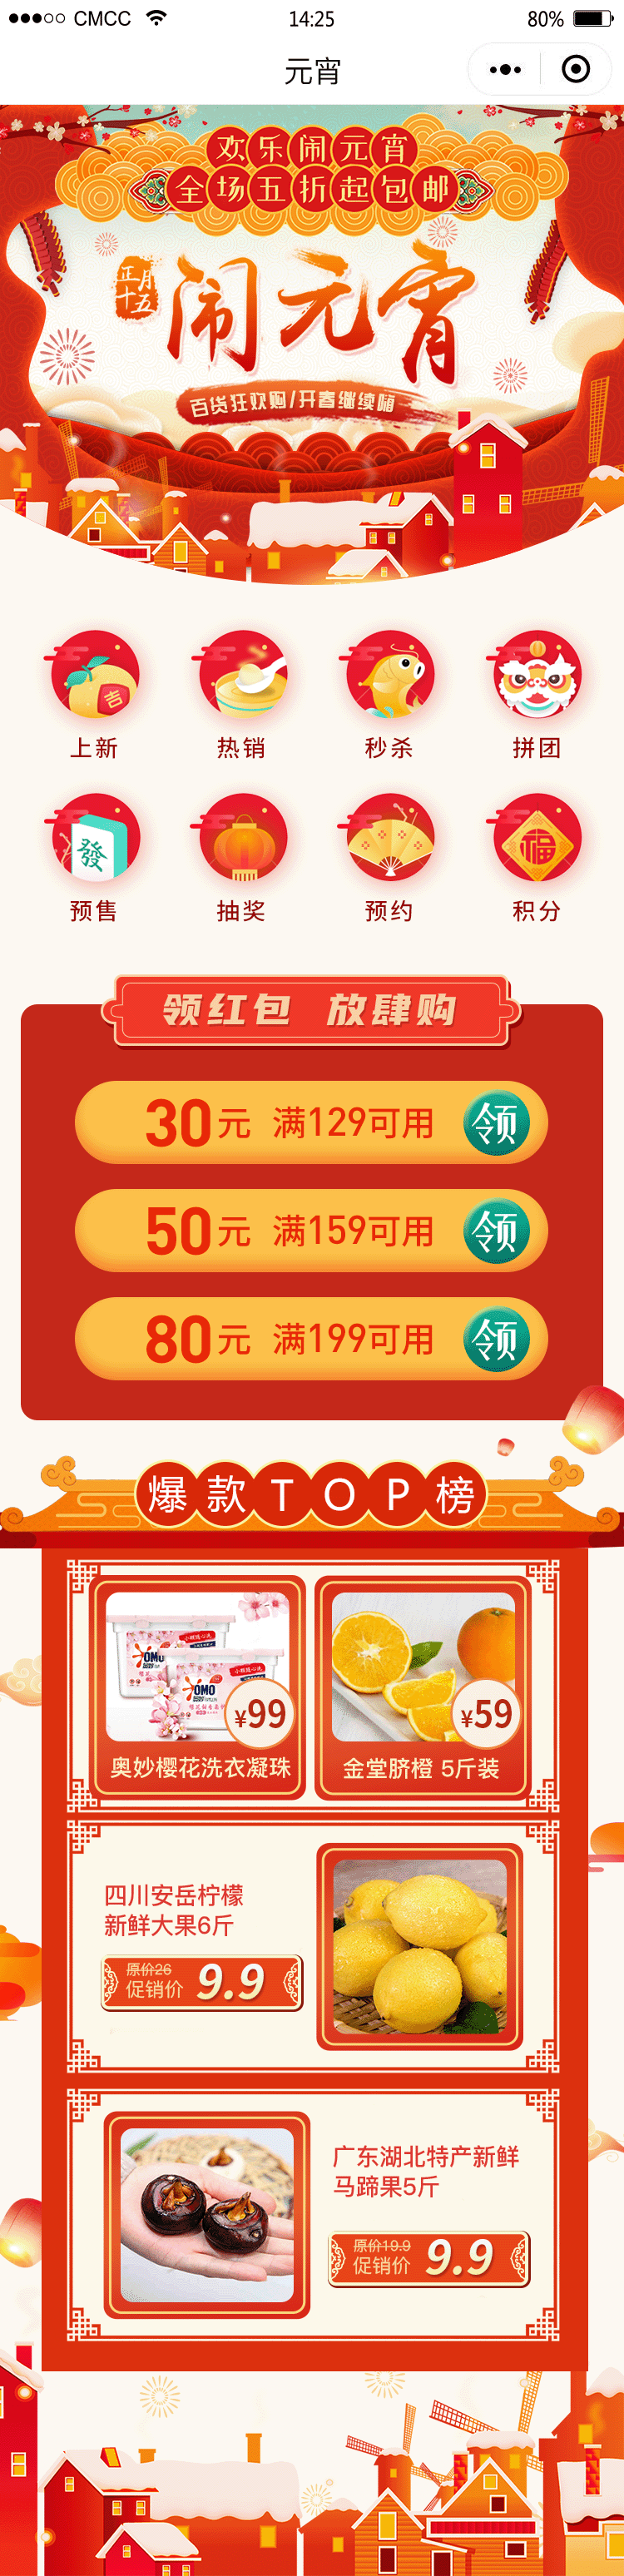 CMCC 14:25 80%
元宵
欢乐闹元宵
全场五折起包邮
正月十五
闹元宵
百货狂欢购/开春继续嗨
上新 热销 秒杀 拼团
吉
發
福
预售 抽奖 预约 积分
领红包 放肆购
30元 满129可用 领
50元 满159可用 领
80元 满199可用 领
爆款TOP榜
OMO
OMO
¥99
¥59
奥妙樱花洗衣凝珠
金堂脐橙 5斤装
四川安岳柠檬
新鲜大果6斤
原价26
促销价 9.9
广东湖北特产新鲜
马蹄果5斤
原价19.9
促销价 9.9